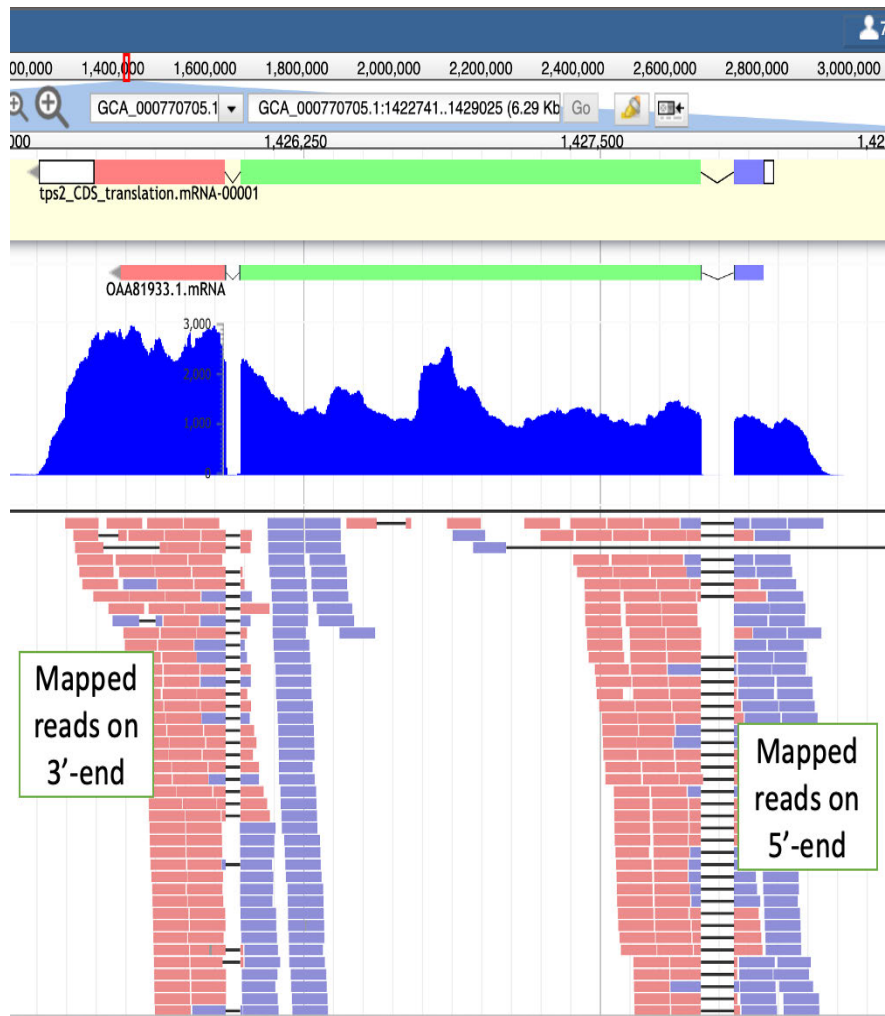 7
00,000 1,400,000 1,600,000 1,800,000 2,000,000 2,200,000 2,400,000 2,600,000 2,800,000 3,000,000
GCA_000770705.1 GCA_000770705.1:1422741..1429025 (6.29 Kb Go
000 1,426,250 1,427,500 1,42
tps2_CDS_translation.mRNA-00001
OAA81933.1.mRNA
3,000
2,000
1,000
0
Mapped
reads on
3’-end
Mapped
reads on
5’-end